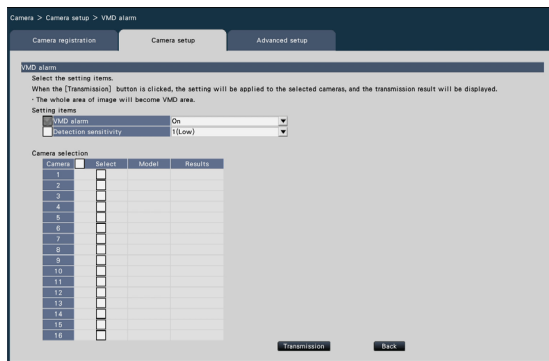 Camera > Camera setup > VMD alarm
Camera registration Camera setup Advanced setup
VMD alarm
Select the setting items.
When the [Transmission] button is clicked, the setting will be applied to the selected cameras, and the transmission result will be displayed.
・The whole area of image will become VMD area.
Setting items
VMD alarm On
Detection sensitivity 1(Low)
Camera selection
Camera Select Model Results
1
2
3
4
5
6
7
8
9
10
11
12
13
14
15
16
Transmission Back